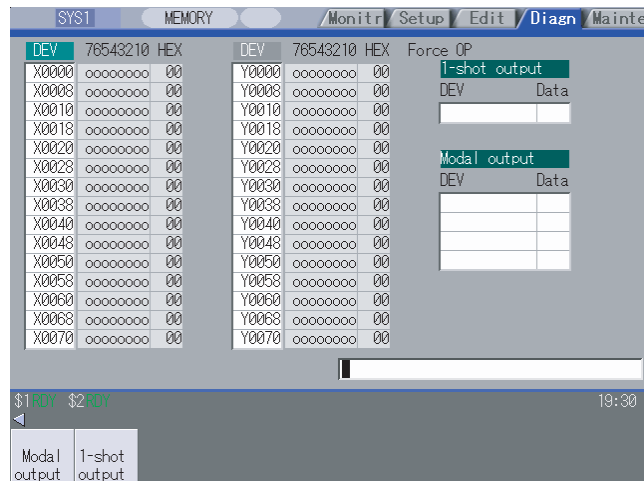 SYS1 MEMORY Monitr Setup Edit Diagn Mainte
DEV 76543210 HEX DEV 76543210 HEX Force OP
X0000 oooooooo 00 Y0000 oooooooo 00 1-shot output
X0008 oooooooo 00 Y0008 oooooooo 00 DEV Data
X0010 oooooooo 00 Y0010 oooooooo 00
X0018 oooooooo 00 Y0018 oooooooo 00
X0020 oooooooo 00 Y0020 oooooooo 00 Modal output
X0028 oooooooo 00 Y0028 oooooooo 00 DEV Data
X0030 oooooooo 00 Y0030 oooooooo 00
X0038 oooooooo 00 Y0038 oooooooo 00
X0040 oooooooo 00 Y0040 oooooooo 00
X0048 oooooooo 00 Y0048 oooooooo 00
X0050 oooooooo 00 Y0050 oooooooo 00
X0058 oooooooo 00 Y0058 oooooooo 00
X0060 oooooooo 00 Y0060 oooooooo 00
X0068 oooooooo 00 Y0068 oooooooo 00
X0070 oooooooo 00 Y0070 oooooooo 00
$1 RDY $2 RDY 19:30
Modal output
1-shot output